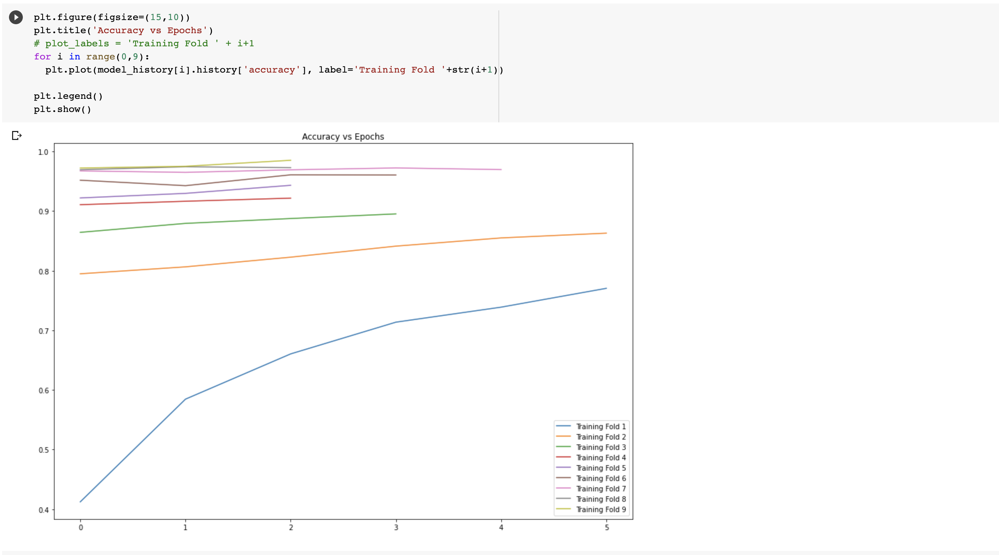 plt.figure(figsize=(15,10))
plt.title('Accuracy vs Epochs')
# plot_labels = 'Training Fold ' + i+1
for i in range(0,9):
  plt.plot(model_history[i].history['accuracy'], label='Training Fold '+str(i+1))
plt.legend()
plt.show()
Accuracy vs Epochs
1.0
0.9
0.8
0.7
0.6
0.5
0.4
0
1
2
3
4
5
Training Fold 1
Training Fold 2
Training Fold 3
Training Fold 4
Training Fold 5
Training Fold 6
Training Fold 7
Training Fold 8
Training Fold 9